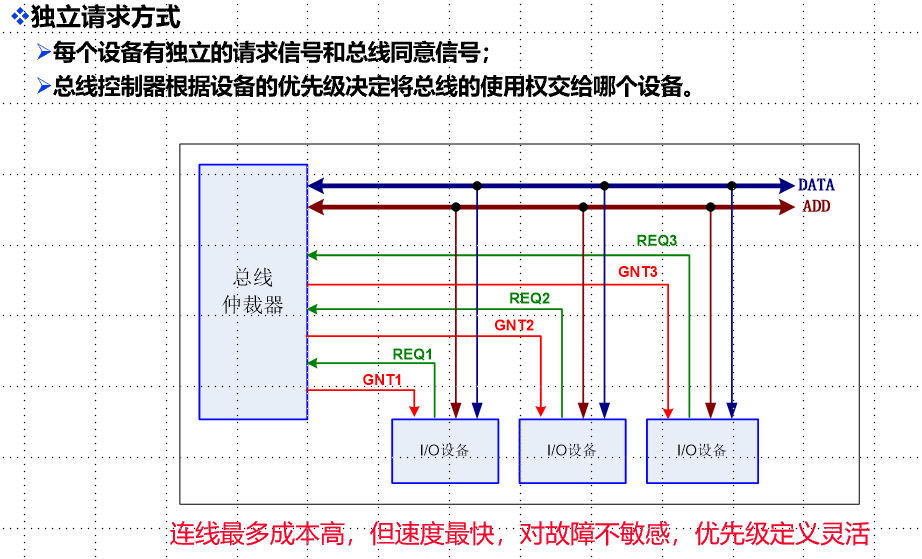 独立请求方式
每个设备有独立的请求信号和总线同意信号；
总线控制器根据设备的优先级决定将总线的使用权交给哪个设备。
DATA
ADD
REQ3
GNT3
REQ2
GNT2
REQ1
GNT1
总线
仲裁器
I/O设备
I/O设备
I/O设备
连线最多成本高，但速度最快，对故障不敏感，优先级定义灵活